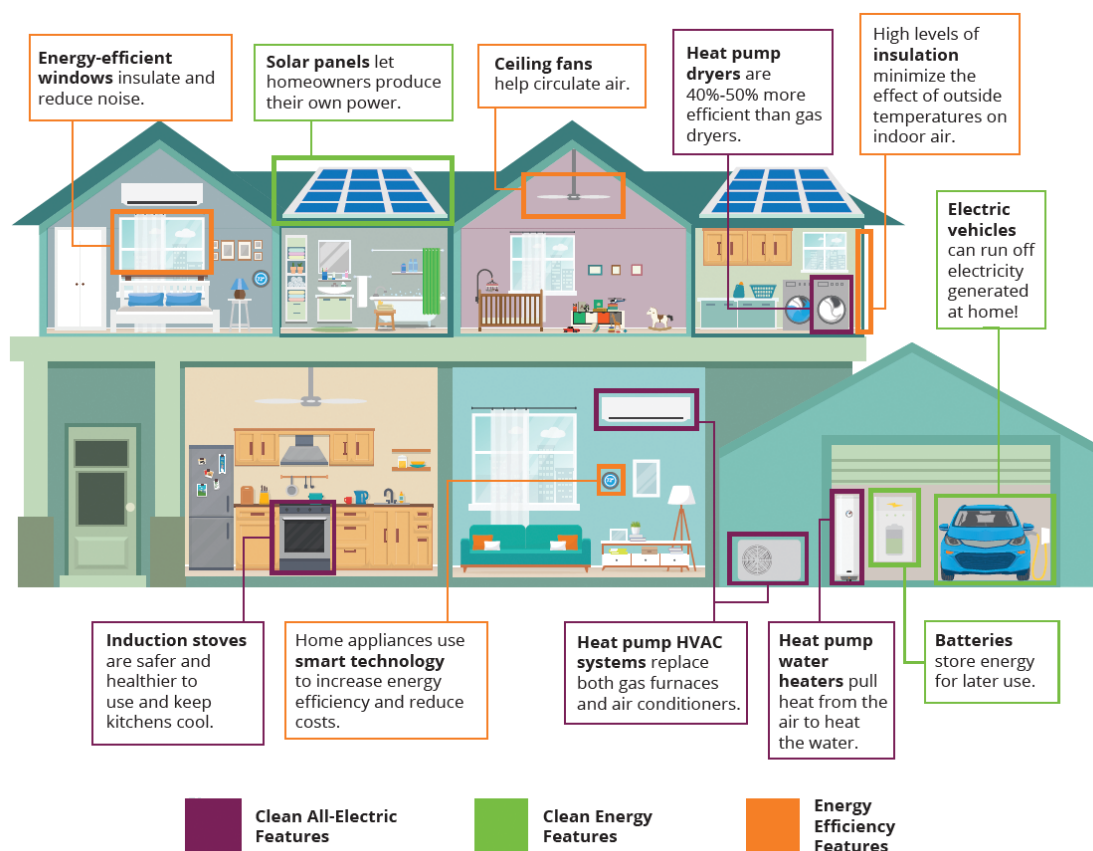 Energy-efficient
windows insulate and
reduce noise.
Solar panels let
homeowners produce
their own power.
Ceiling fans
help circulate air.
Heat pump
dryers are
40%-50% more
efficient than gas
dryers.
High levels of
insulation
minimize the
effect of outside
temperatures on
indoor air.
Electric
vehicles
can run off
electricity
generated
at home!
Induction stoves
are safer and
healthier to
use and keep
kitchens cool.
Home appliances use
smart technology
to increase energy
efficiency and reduce
costs.
Heat pump HVAC
systems replace
both gas furnaces
and air conditioners.
Heat pump
water
heaters pull
heat from the
air to heat
the water.
Batteries
store energy
for later use.
Clean All-Electric
Features
Clean Energy
Features
Energy
Efficiency
Features